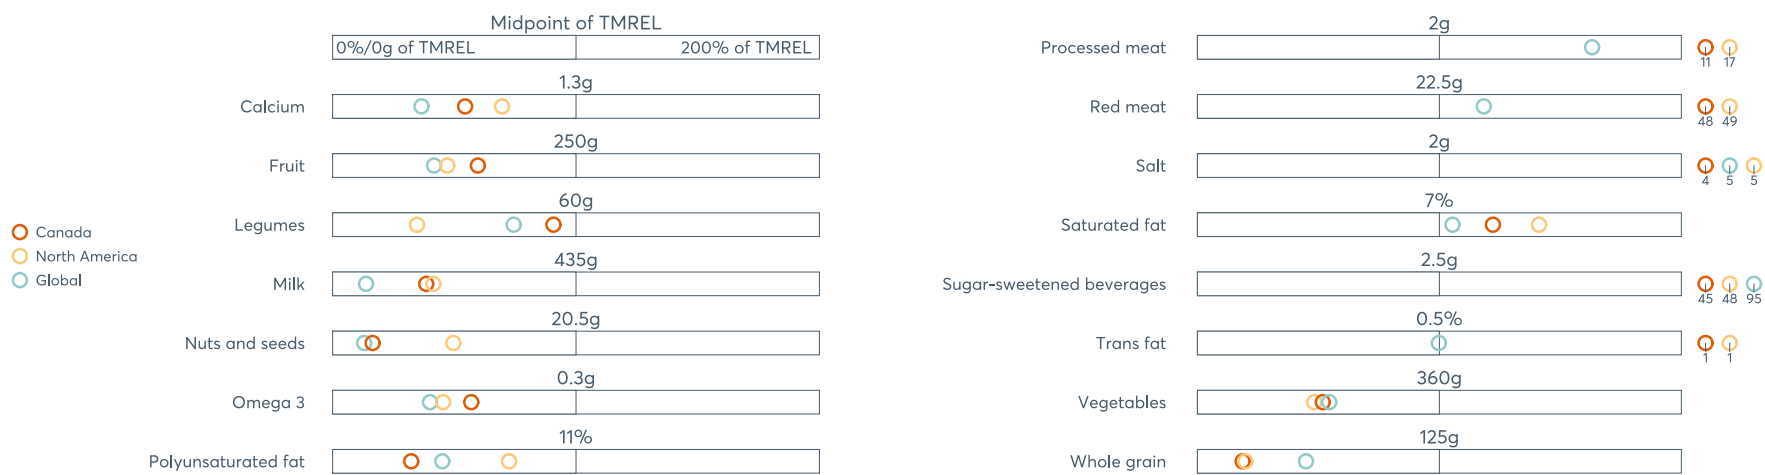 Midpoint of TMREL
0%/0g of TMREL 200% of TMREL
1.3g
Calcium
250g
Fruit
60g
Legumes
435g
Milk
20.5g
Nuts and seeds
0.3g
Omega 3
11%
Polyunsaturated fat
Canada
North America
Global
2g
Processed meat
11 17
22.5g
Red meat
48 49
2g
Salt
4 5 5
7%
Saturated fat
2.5g
Sugar-sweetened beverages
45 48 95
0.5%
Trans fat
1 1
360g
Vegetables
125g
Whole grain